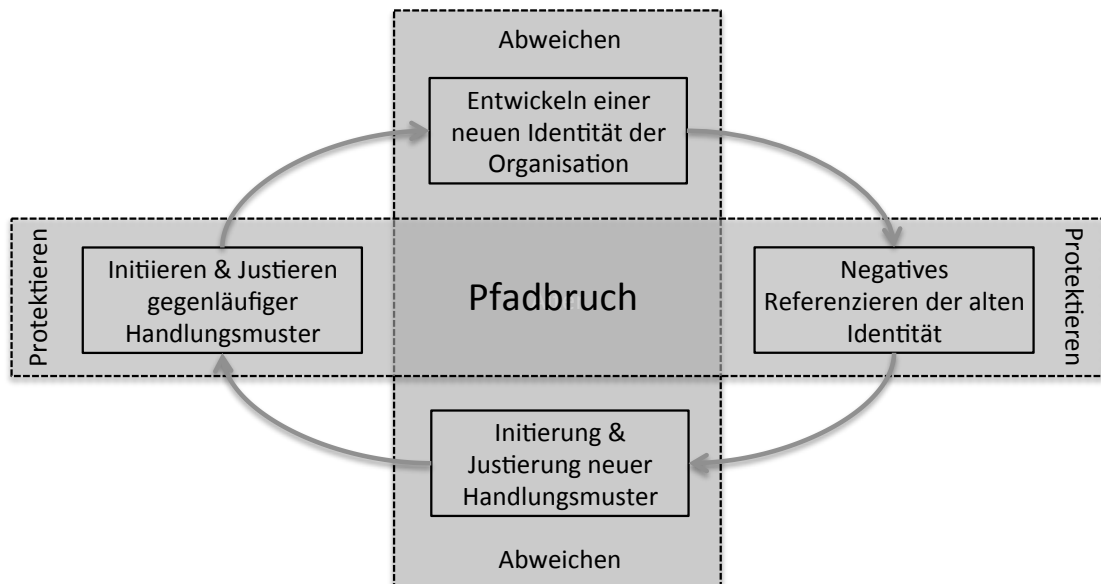 Abweichen
Entwickeln einer
neuen Identität der
Organisation
Protektieren
Initiieren & Justieren
gegenläufiger
Handlungsmuster
Pfadbruch
Negatives
Referenzieren der alten
Identität
Protektieren
Initierung &
Justierung neuer
Handlungsmuster
Abweichen